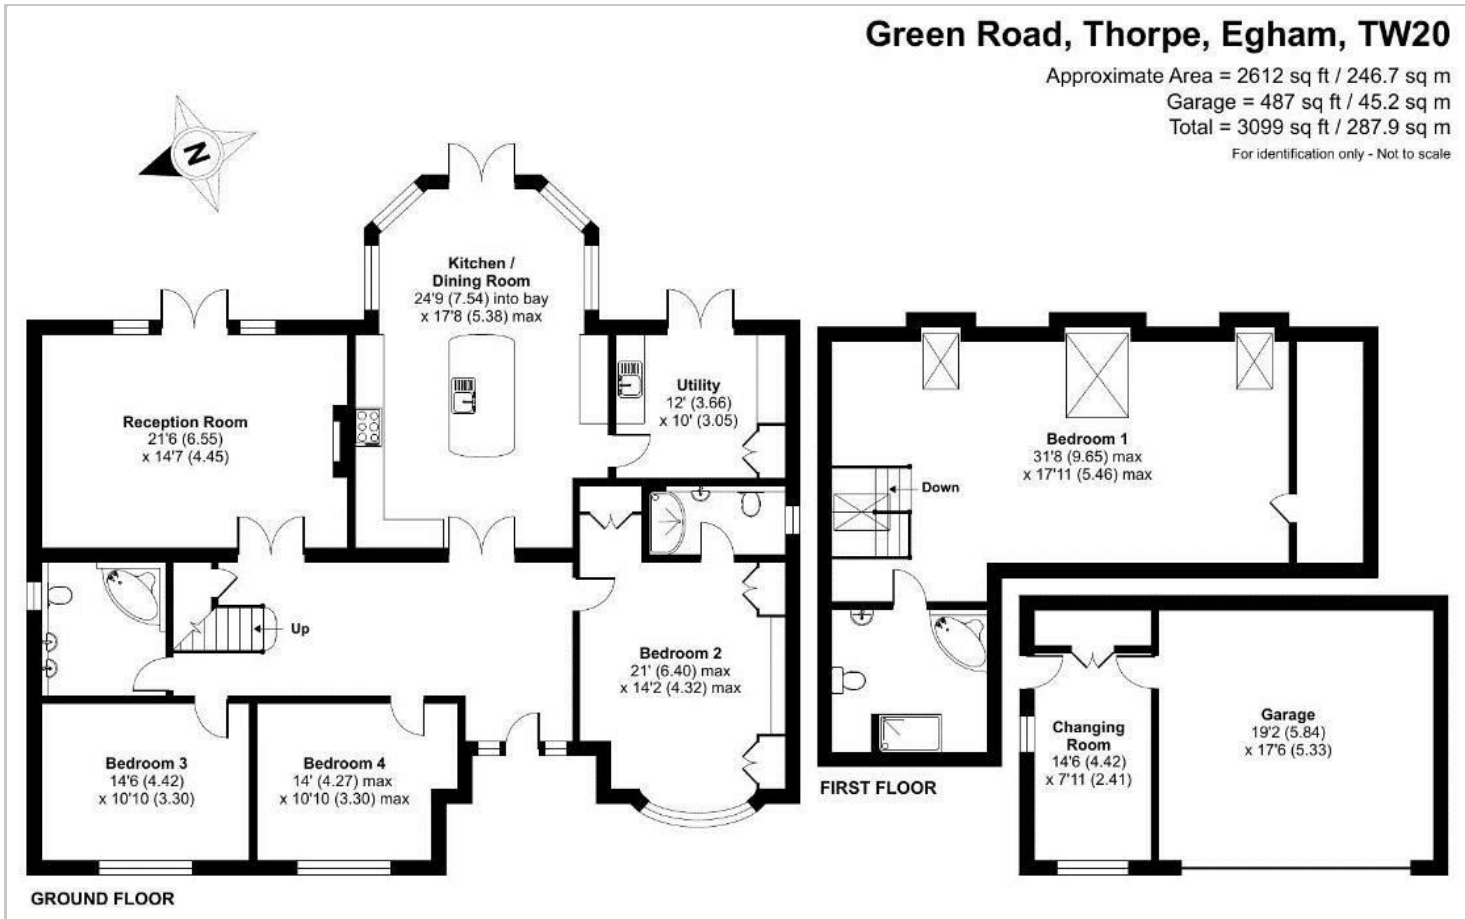 Green Road, Thorpe, Egham, TW20
Approximate Area = 2612 sq ft / 246.7 sq m
Garage = 487 sq ft / 45.2 sq m
Total = 3099 sq ft / 287.9 sq m
For identification only - Not to scale
N
Kitchen /
Dining Room
24'9 (7.54) into bay
x 17'8 (5.38) max
Utility
12' (3.66)
x 10' (3.05)
Reception Room
21'6 (6.55)
x 14'7 (4.45)
Up
Bedroom 2
21' (6.40) max
x 14'2 (4.32) max
Bedroom 3
14'6 (4.42)
x 10'10 (3.30)
Bedroom 4
14' (4.27) max
x 10'10 (3.30) max
GROUND FLOOR
Bedroom 1
31'8 (9.65) max
x 17'11 (5.46) max
Down
FIRST FLOOR
Changing
Room
14'6 (4.42)
x 7'11 (2.41)
Garage
19'2 (5.84)
x 17'6 (5.33)